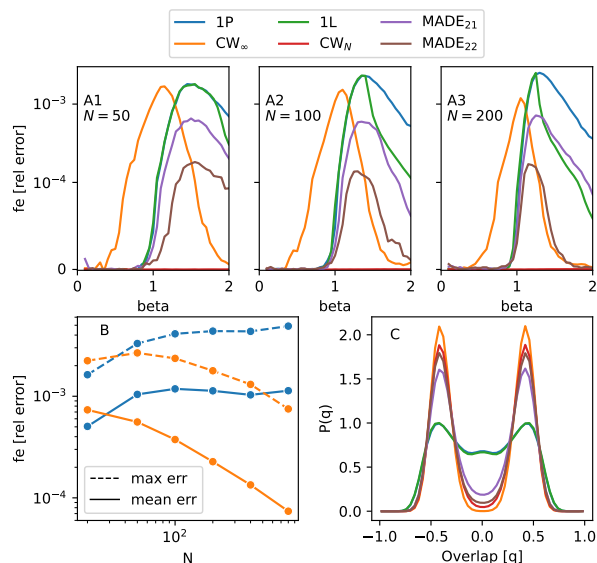 1P 1L MADE₂₁
CW∞ CW_N MADE₂₂
fe [rel error]
10⁻³
10⁻⁴
0
A1
N = 50
0 1 2
beta
A2
N = 100
0 1 2
beta
A3
N = 200
0 1 2
beta
fe [rel error]
10⁻³
10⁻⁴
B
max err
mean err
10²
N
P(q)
2.0
1.5
1.0
0.5
0.0
C
−1.0 −0.5 0.0 0.5 1.0
Overlap [q]